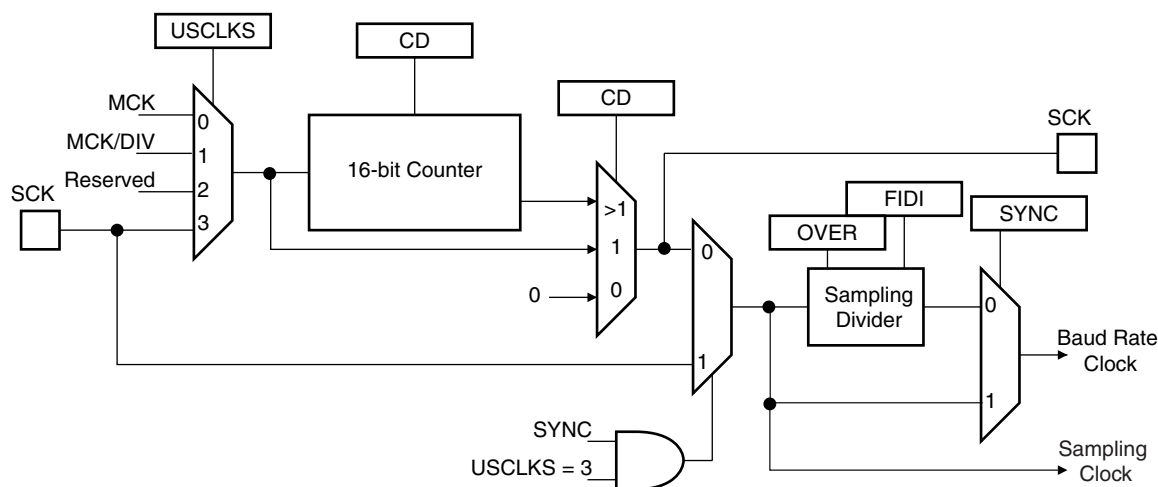 USCLKS
CD
CD
MCK
MCK/DIV
Reserved
SCK
0
1
2
3
16-bit Counter
>1
1
0
0
SCK
FIDI
OVER
SYNC
0
1
Sampling
Divider
0
1
Baud Rate
Clock
SYNC
USCLKS = 3
Sampling
Clock